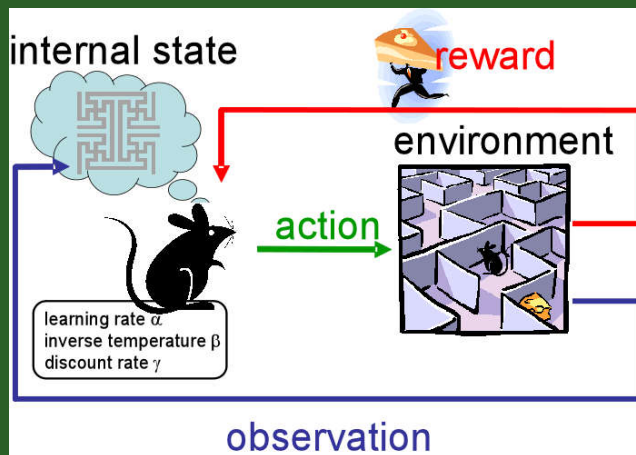 internal state
reward
environment
action
learning rate α
inverse temperature β
discount rate γ
observation